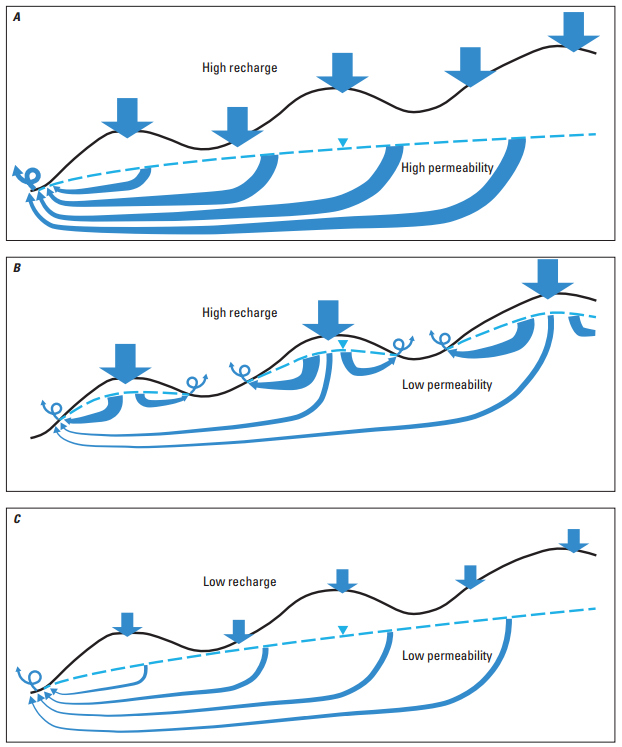 A
High recharge
High permeability
B
High recharge
Low permeability
C
Low recharge
Low permeability